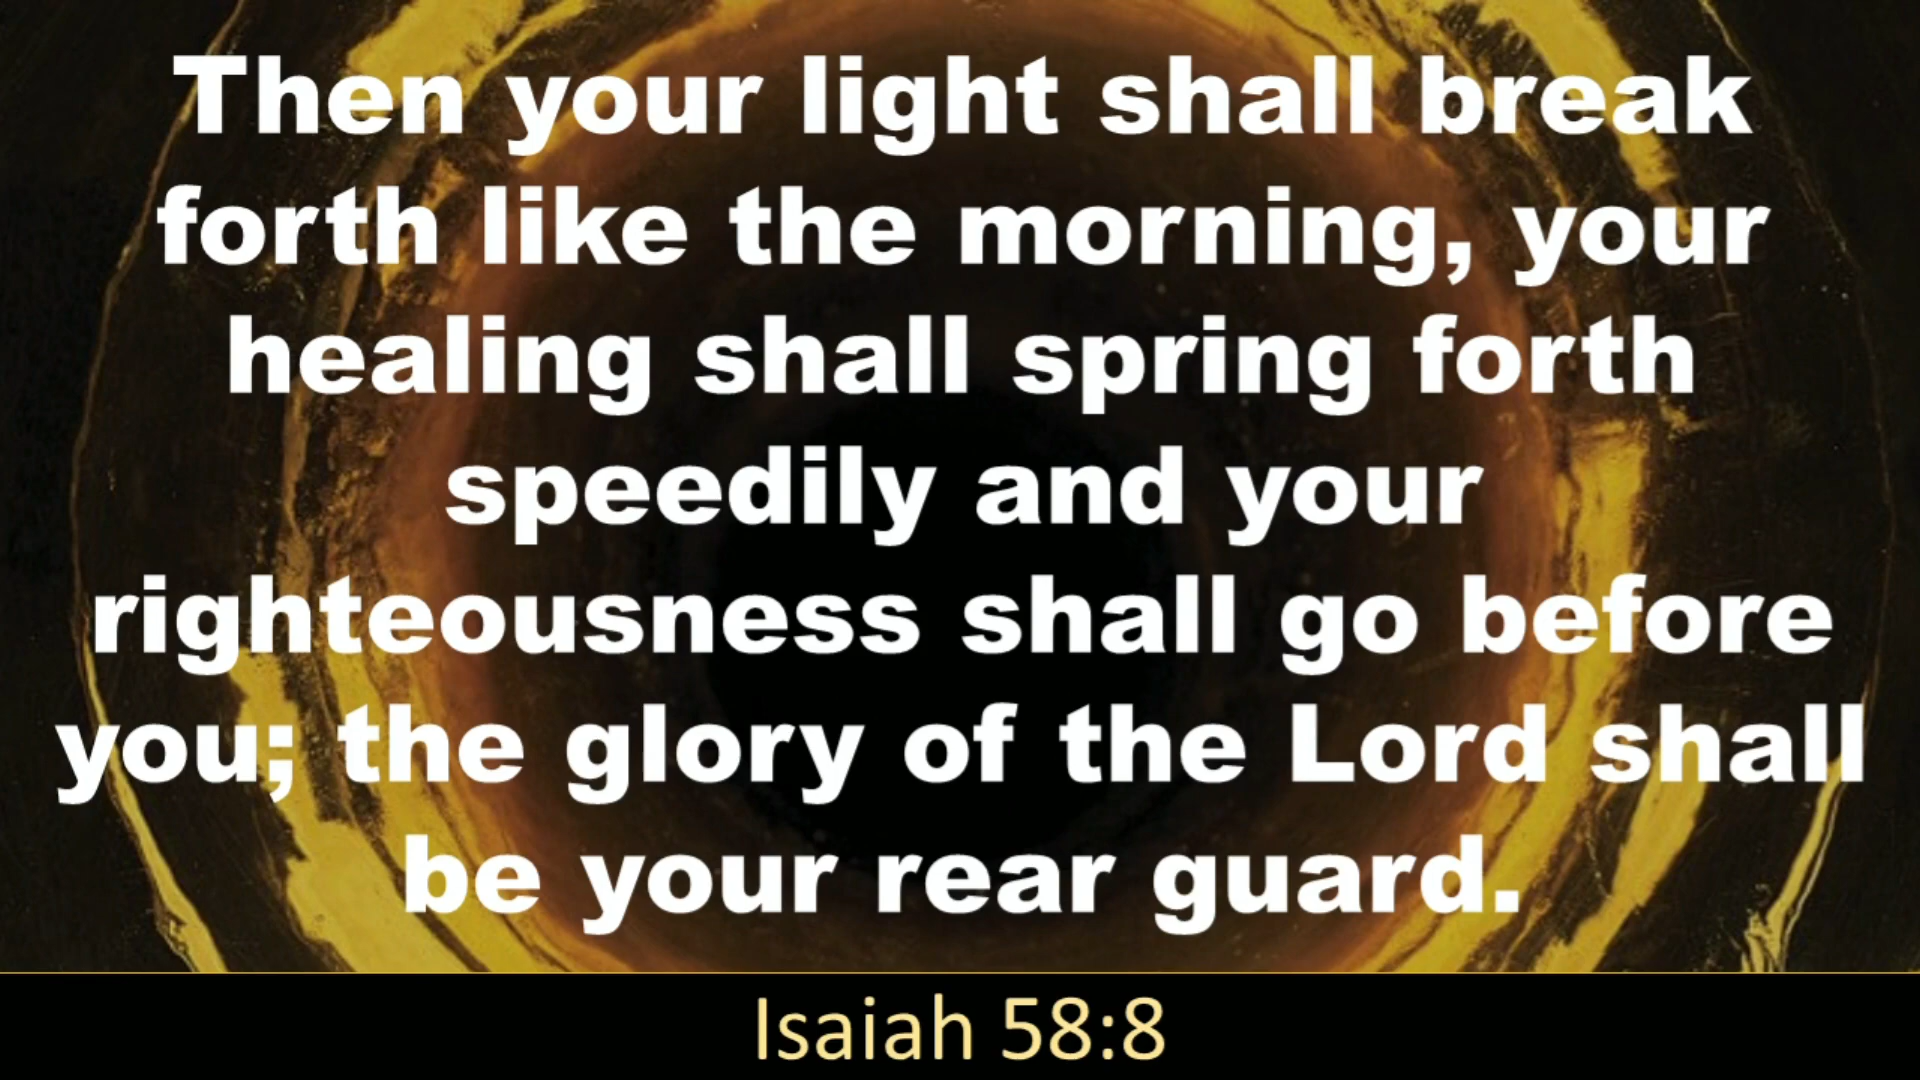 Then your light shall break
forth like the morning, your
healing shall spring forth
speedily and your
righteousness shall go before
you; the glory of the Lord shall
be your rear guard.
Isaiah 58:8